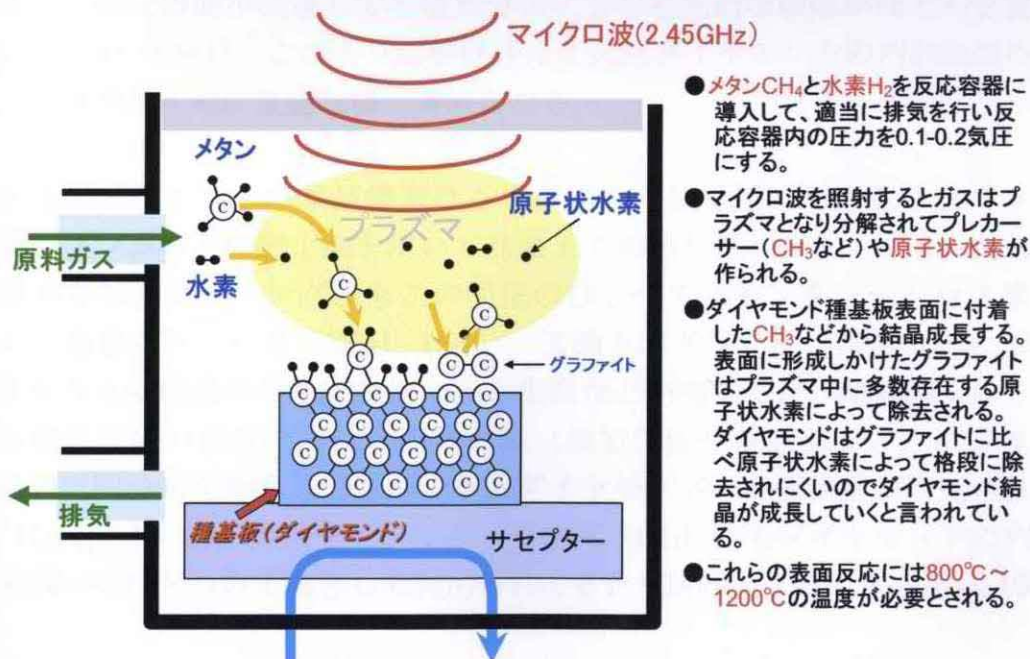 マイクロ波(2.45GHz)
メタン
プラズマ
原子状水素
原料ガス
水素
C
C
C
C
グラファイト
C C
C C C C C C
C C C C C
C C C C C C
C C C C C
排気
種基板(ダイヤモンド)
サセプター
●メタンCH₄と水素H₂を反応容器に
導入して、適当に排気を行い反
応容器内の圧力を0.1-0.2気圧
にする。
●マイクロ波を照射するとガスはプ
ラズマとなり分解されてプレカー
サー(CH₃など)や原子状水素が
作られる。
●ダイヤモンド種基板表面に付着
したCH₃などから結晶成長する。
表面に形成しかけたグラファイト
はプラズマ中に多数存在する原
子状水素によって除去される。
ダイヤモンドはグラファイトに比
べ原子状水素によって格段に除
去されにくいのでダイヤモンド結
晶が成長していくと言われてい
る。
●これらの表面反応には800℃～
1200℃の温度が必要とされる。